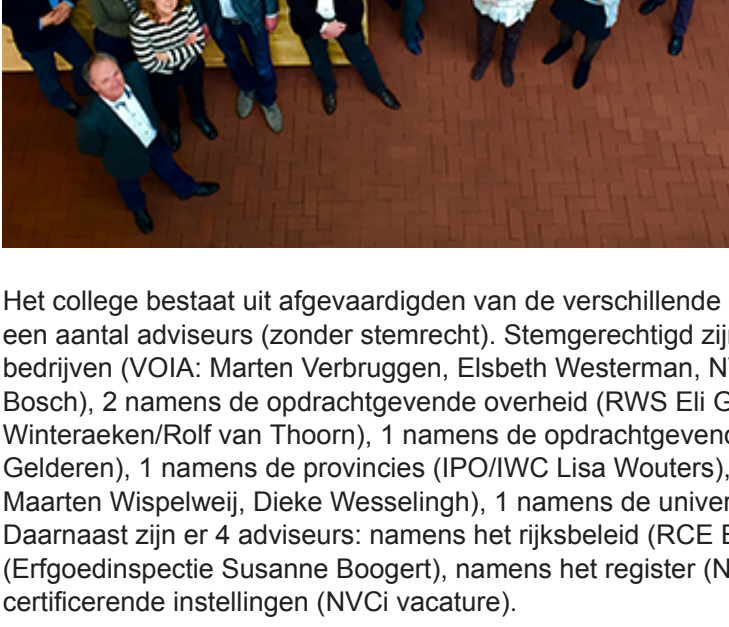 Het college bestaat uit afgevaardigden van de verschillende
een aantal adviseurs (zonder stemrecht). Stemgerechtigd
bedrijven (VOIA: Marten Verbruggen, Elsbeth Westerman,
Bosch), 2 namens de opdrachtgevende overheid (RWS Eli
Winteraeken/Rolf van Thoorn), 1 namens de
Gelderen), 1 namens de provincies (IPO/IWC Lisa Wouters),
Maarten Wispelweij, Dieke Wesselingh), 1 namens de
Daarnaast zijn er 4 adviseurs: namens het rijksbeleid (RCE
(Erfgoedinspectie Susanne Boogert), namens het register
certificerende instellingen (NVCi vacature).